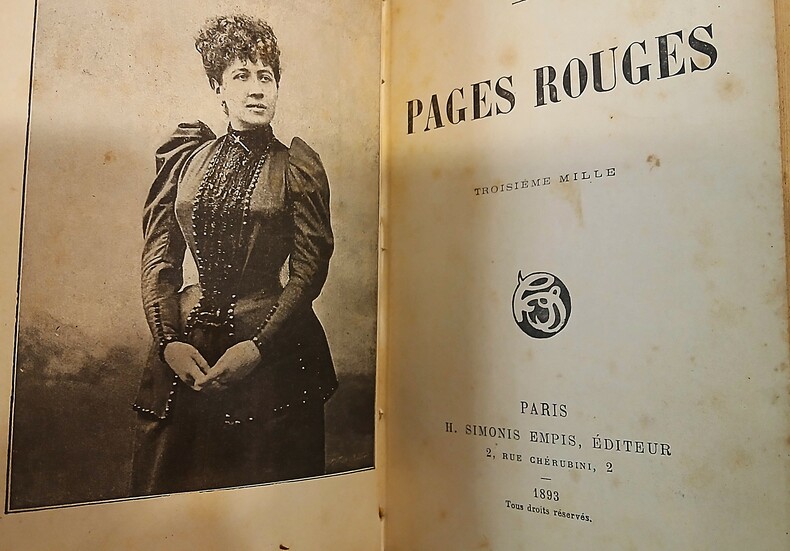 PAGES ROUGES
TROISIÈME MILLE
PARIS
H. SIMONIS EMPIS, ÉDITEUR
2, RUE CHÉRUBINI, 2
1893
Tous droits réservés.